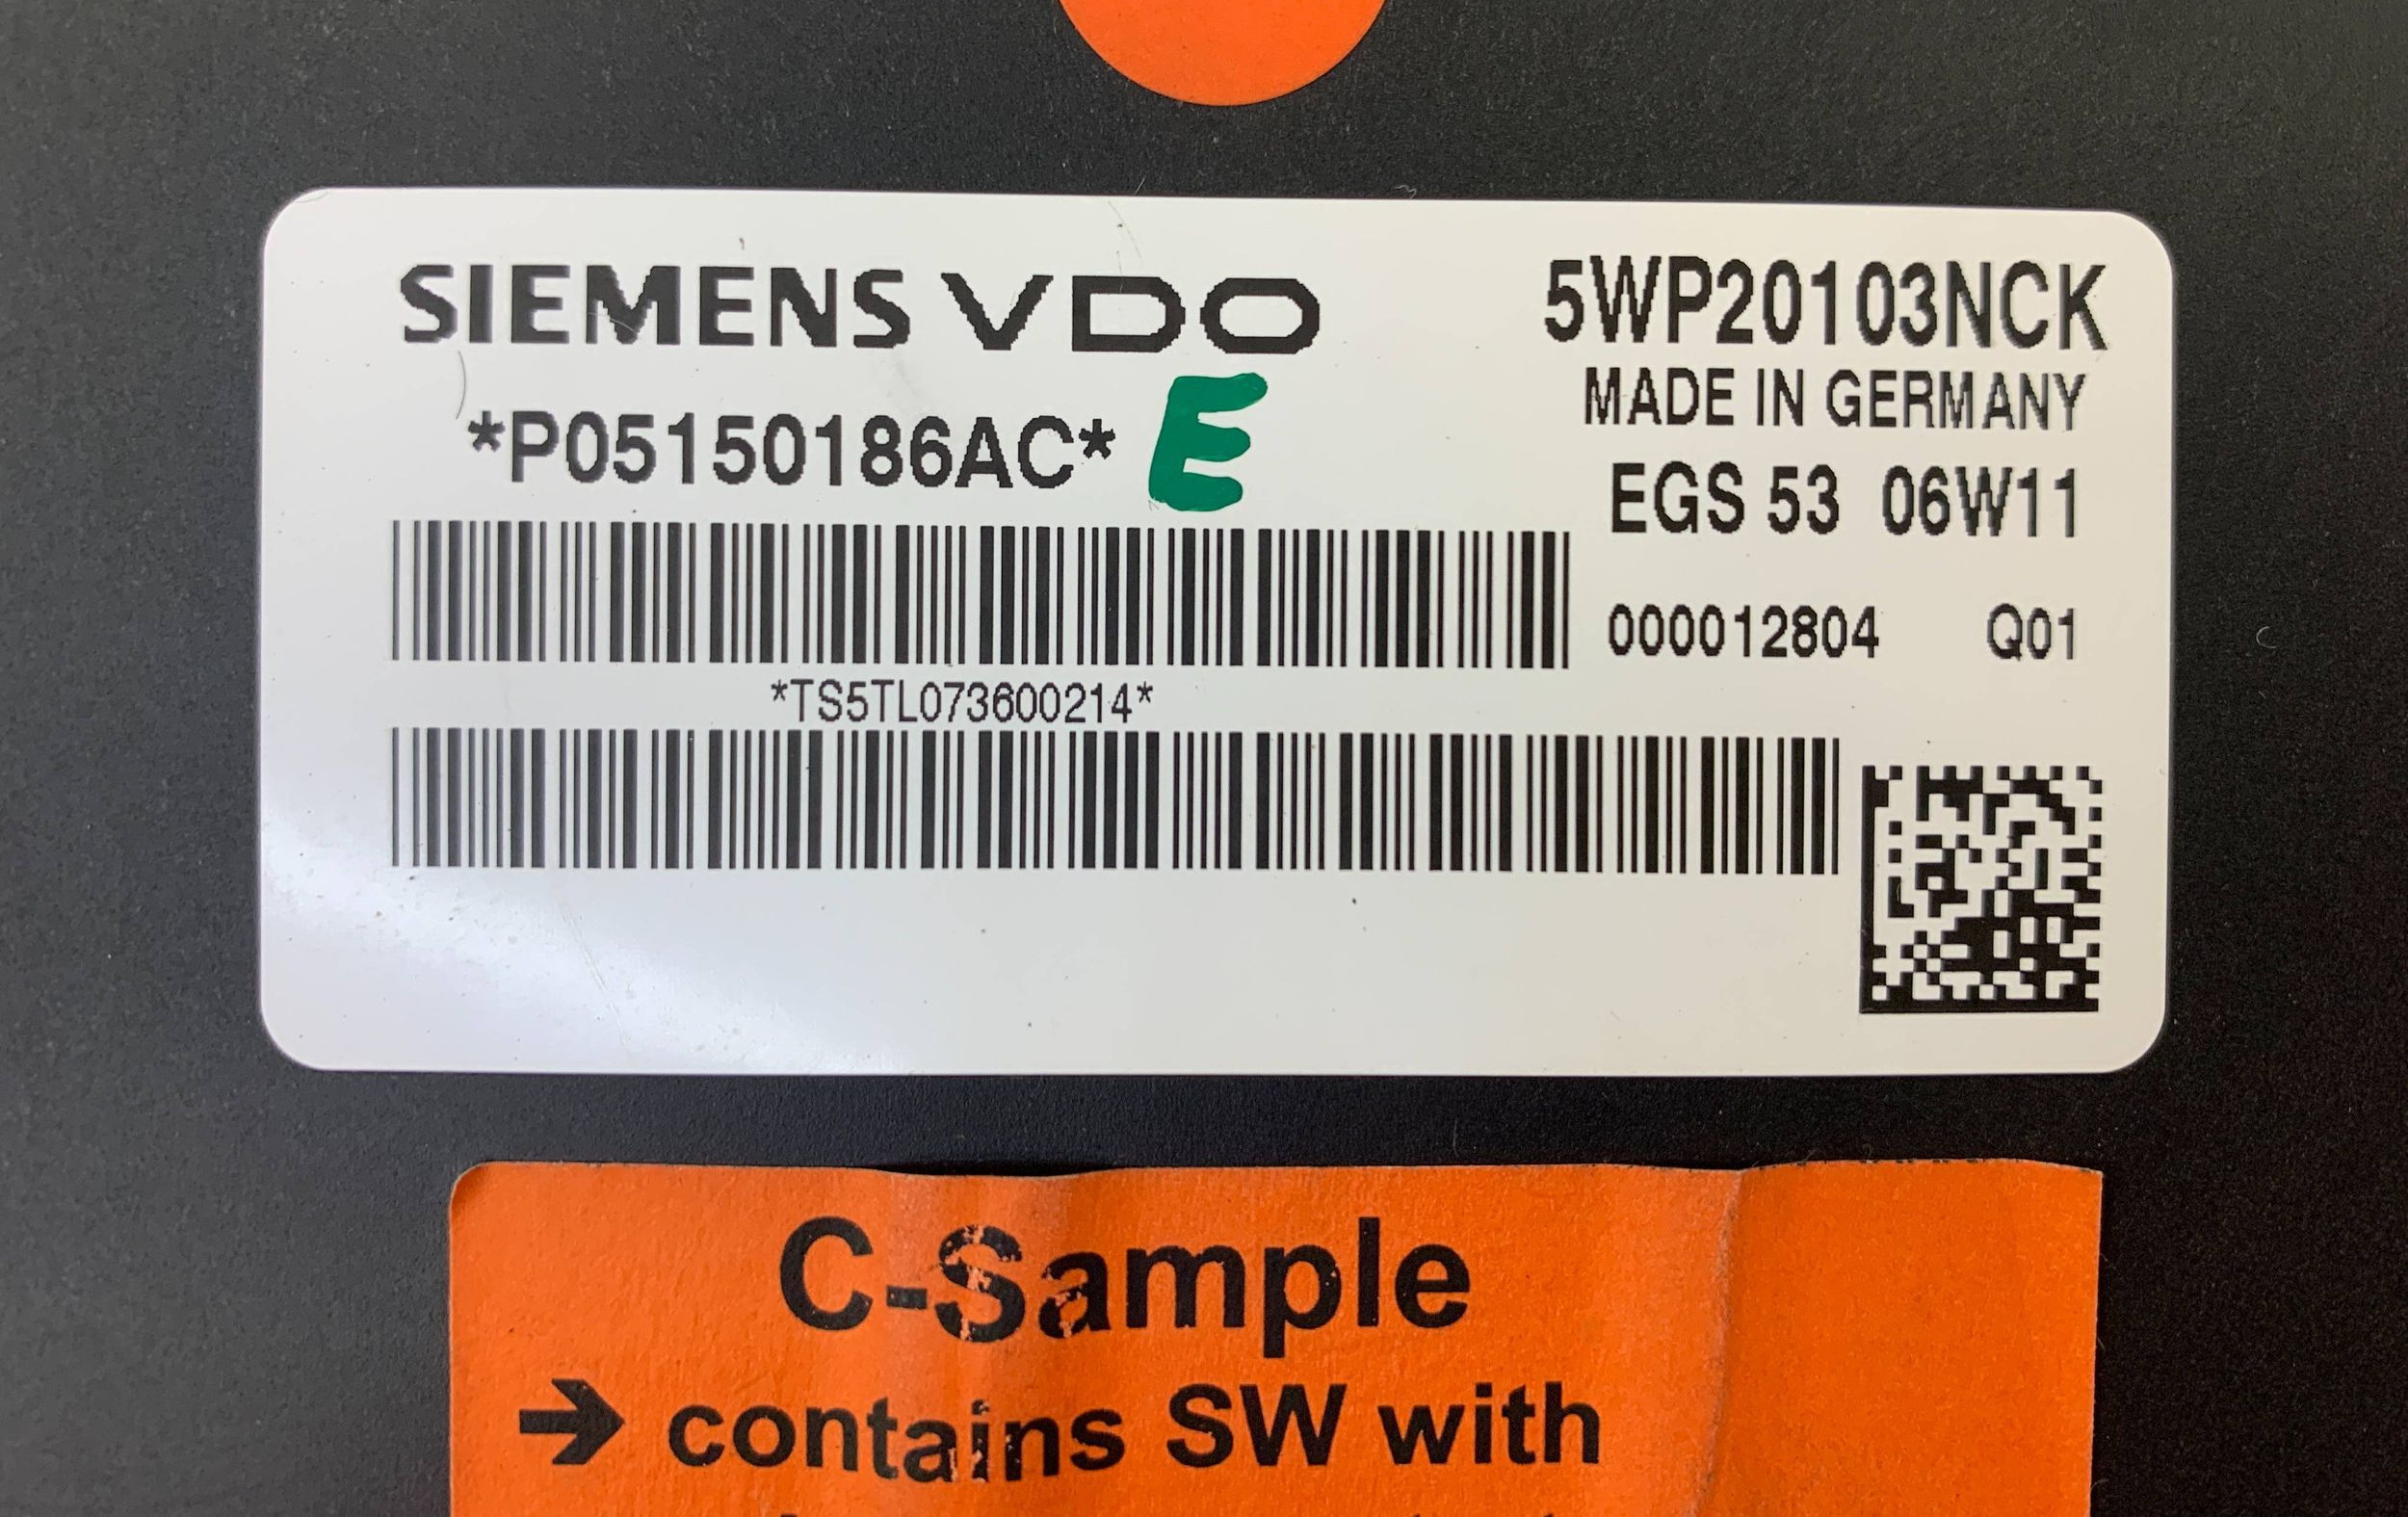 SIEMENS VDO
5WP20103NCK
MADE IN GERMANY
*P05150186AC* E
EGS 53 06W11
000012804 Q01
*TS5TL073600214*
C-Sample
→ contains SW with